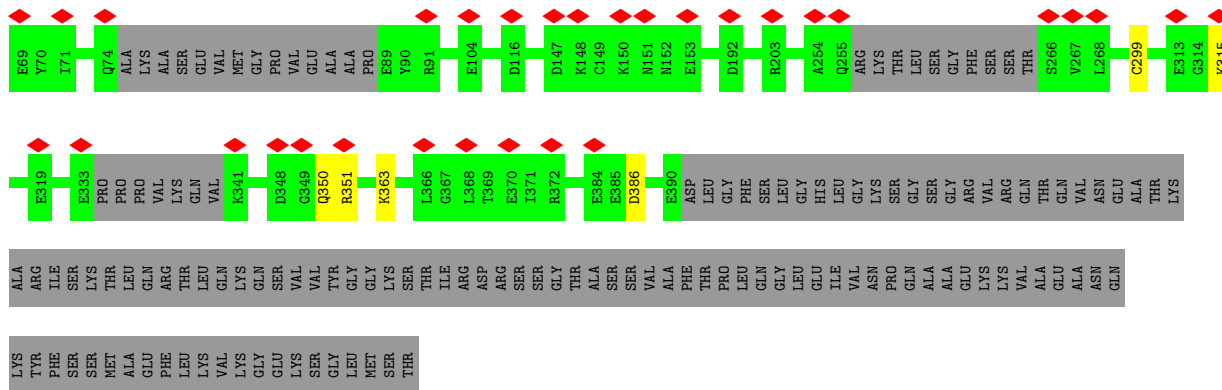 E69 Y70 I71 Q74 ALA LYS ALA SER GLU VAL MET GLY PRO VAL GLU ALA ALA PRO E89 Y90 R91 E104 D116 D147 K148 C149 K150 N151 N152 E153 D192 R203 A254 Q255 ARG LYS THR LEU SER GLY PHE SER SER THR S266 V267 L268 C299 E313 G314 K315
E319 E333 PRO PRO PRO VAL LYS GLN VAL K341 D348 G349 Q350 R351 K363 L366 G367 L368 T369 E370 I371 R372 E384 E385 D386 E390 ASP LEU GLY PHE SER LEU GLY HIS LEU GLY LYS SER GLY SER GLY ARG VAL ARG GLN THR GLN VAL ASN GLU ALA THR LYS
ALA ARG ILE SER LYS THR LEU GLN ARG THR LEU GLN LYS GLN SER VAL VAL TYR GLY GLY LYS SER THR ILE ARG ASP ARG SER SER GLY THR ALA SER SER VAL ALA PHE THR PRO LEU GLN GLY LEU GLU ILE VAL ASN PRO GLN ALA ALA GLU LYS LYS VAL ALA GLU ALA ASN GLN
LYS TYR PHE SER SER MET ALA GLU PHE LEU LYS VAL LYS GLY GLU LYS SER GLY LEU MET SER THR